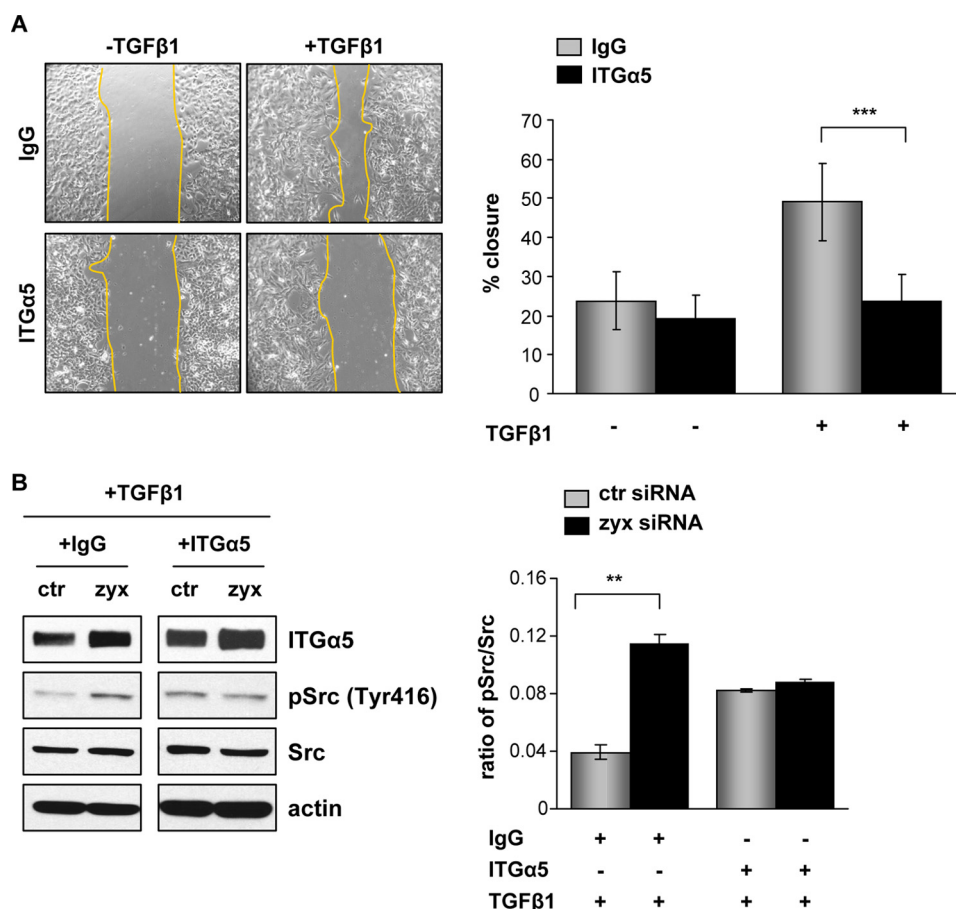 A
-TGFβ1 +TGFβ1
IgG
ITGα5
IgG
ITGα5
***
% closure
70
60
50
40
30
20
10
0
TGFβ1 - - + +
B
+TGFβ1
+IgG +ITGα5
ctr zyx ctr zyx
ITGα5
pSrc (Tyr416)
Src
actin
ctr siRNA
zyx siRNA
**
ratio of pSrc/Src
0.16
0.12
0.08
0.04
0
IgG + + - -
ITGα5 - - + +
TGFβ1 + + + +